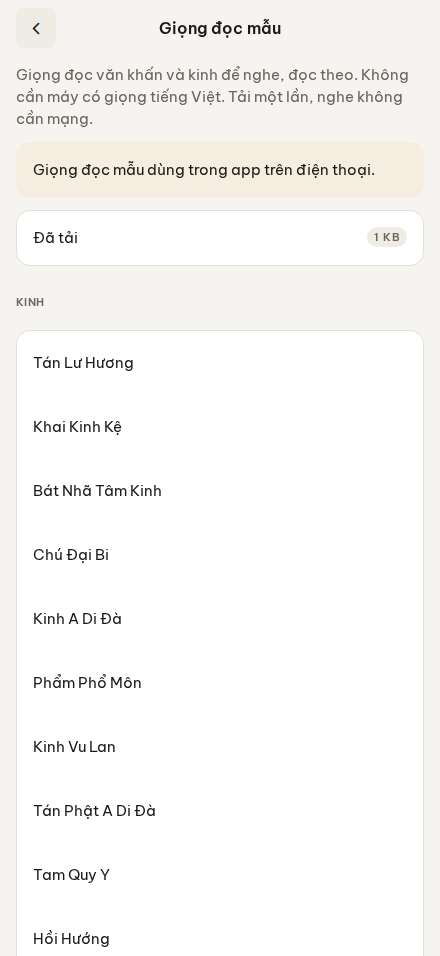 Giọng đọc mẫu
Giọng đọc văn khấn và kinh để nghe, đọc theo. Không
cần máy có giọng tiếng Việt. Tải một lần, nghe không
cần mạng.
Giọng đọc mẫu dùng trong app trên điện thoại.
Đã tải
1 KB
KINH
Tán Lư Hương
Khai Kinh Kệ
Bát Nhã Tâm Kinh
Chú Đại Bi
Kinh A Di Đà
Phẩm Phổ Môn
Kinh Vu Lan
Tán Phật A Di Đà
Tam Quy Y
Hồi Hướng